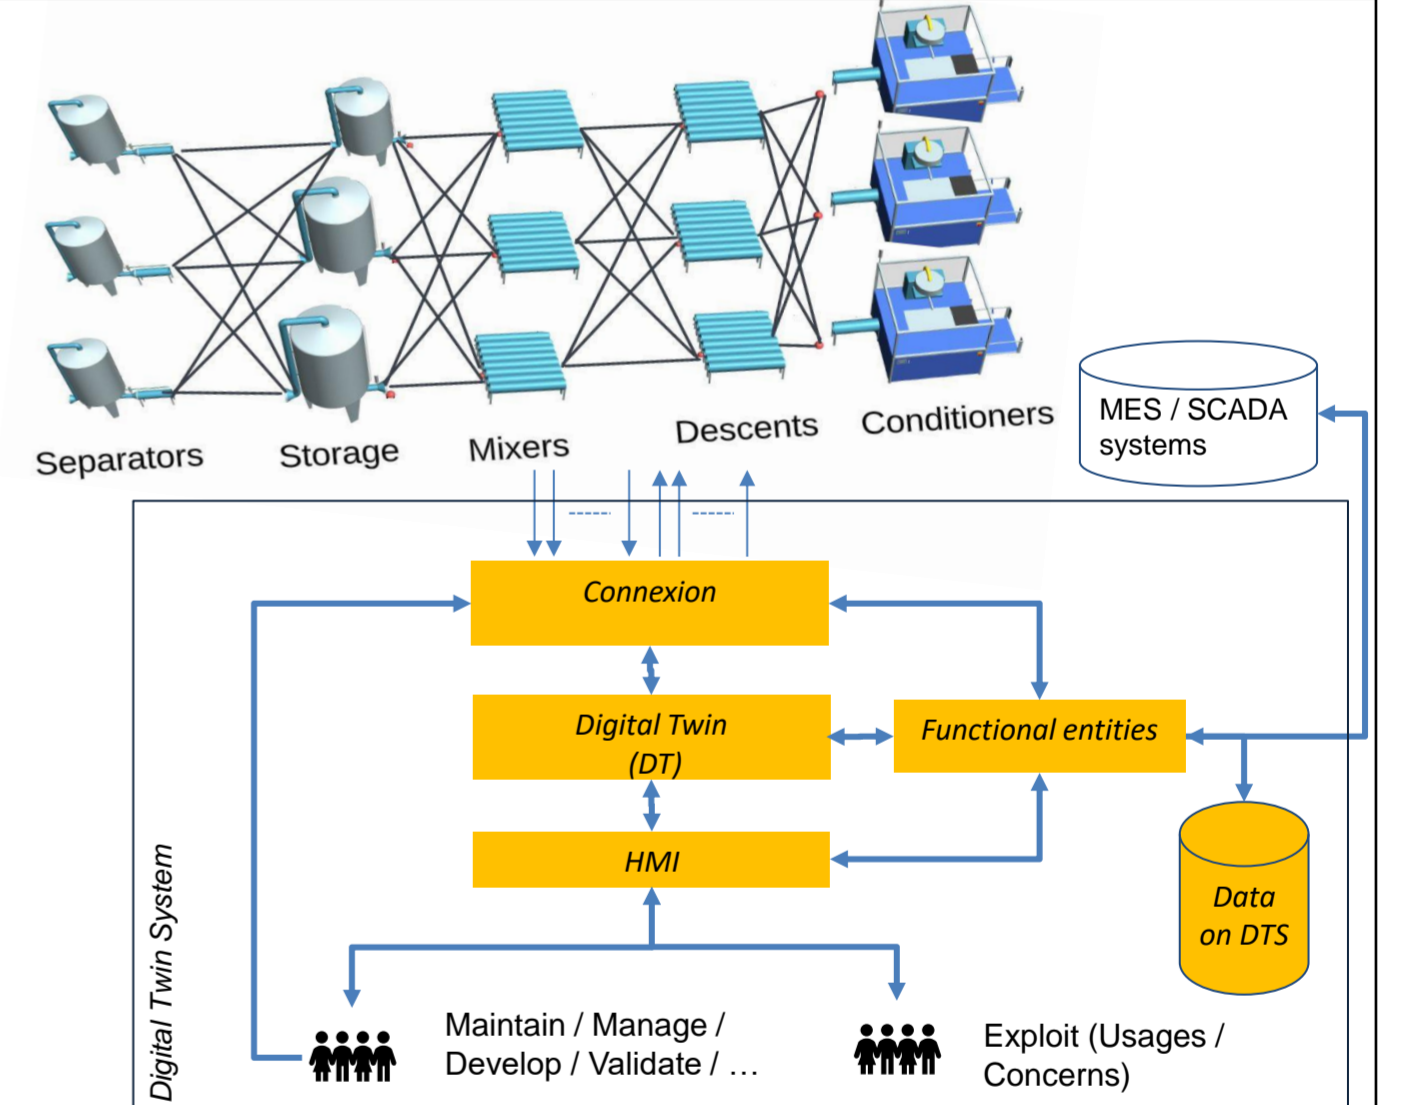 Separators
Storage
Mixers
Descents
Conditioners
MES / SCADA
systems
Connexion
Digital Twin
(DT)
Functional entities
HMI
Data
on DTS
Digital Twin System
Maintain / Manage /
Develop / Validate / …
Exploit (Usages /
Concerns)